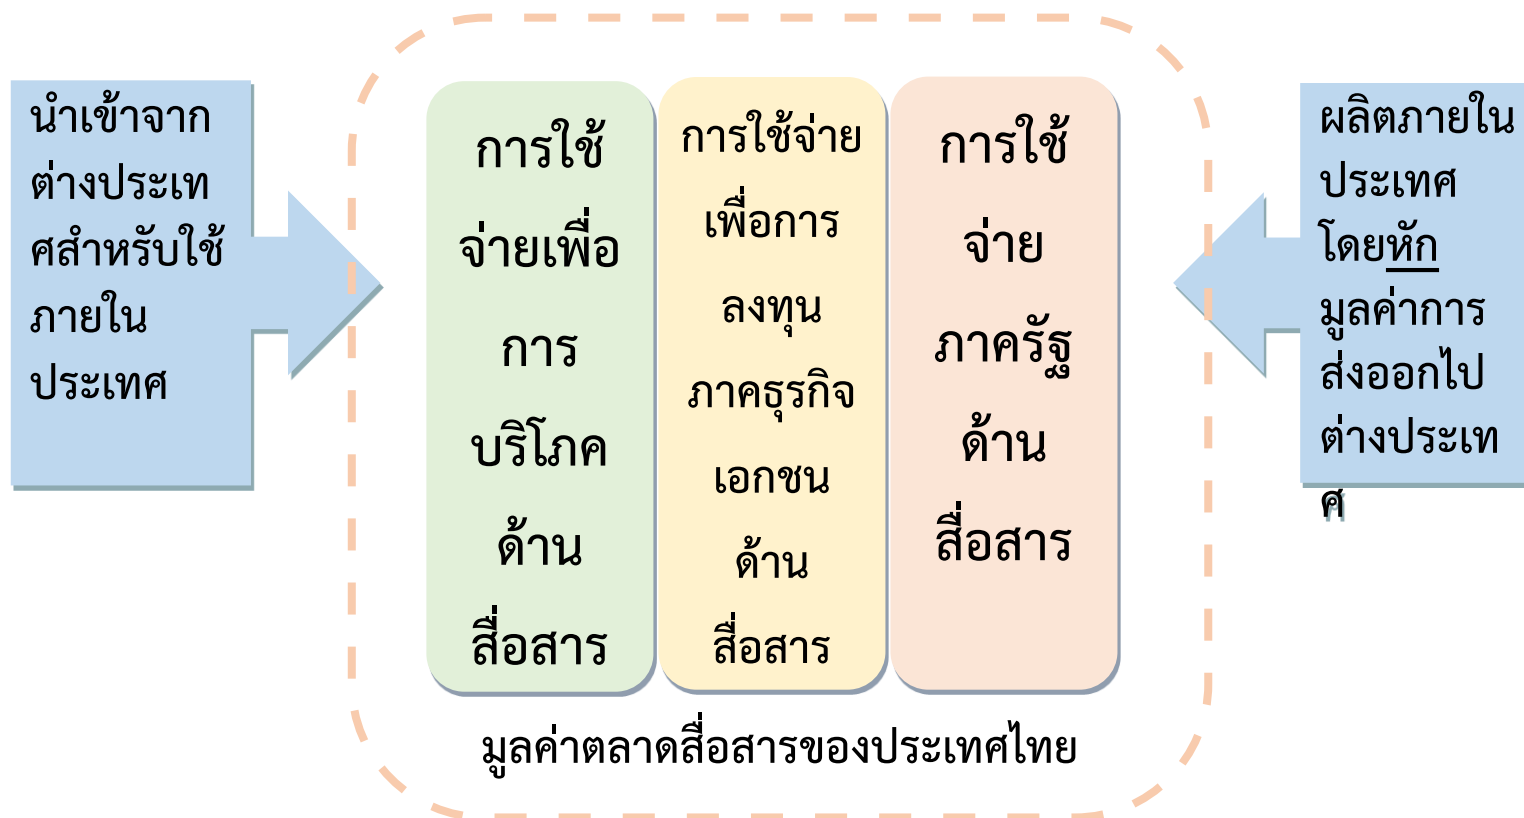 นำเข้าจาก
ต่างประเท
ศสำหรับใช้
ภายใน
ประเทศ
การใช้
จ่ายเพื่อ
การ
บริโภค
ด้าน
สื่อสาร
การใช้จ่าย
เพื่อการ
ลงทุน
ภาคธุรกิจ
เอกชน
ด้าน
สื่อสาร
การใช้
จ่าย
ภาครัฐ
ด้าน
สื่อสาร
ผลิตภายใน
ประเทศ
โดยหัก
มูลค่าการ
ส่งออกไป
ต่างประเท
ศ
มูลค่าตลาดสื่อสารของประเทศไทย